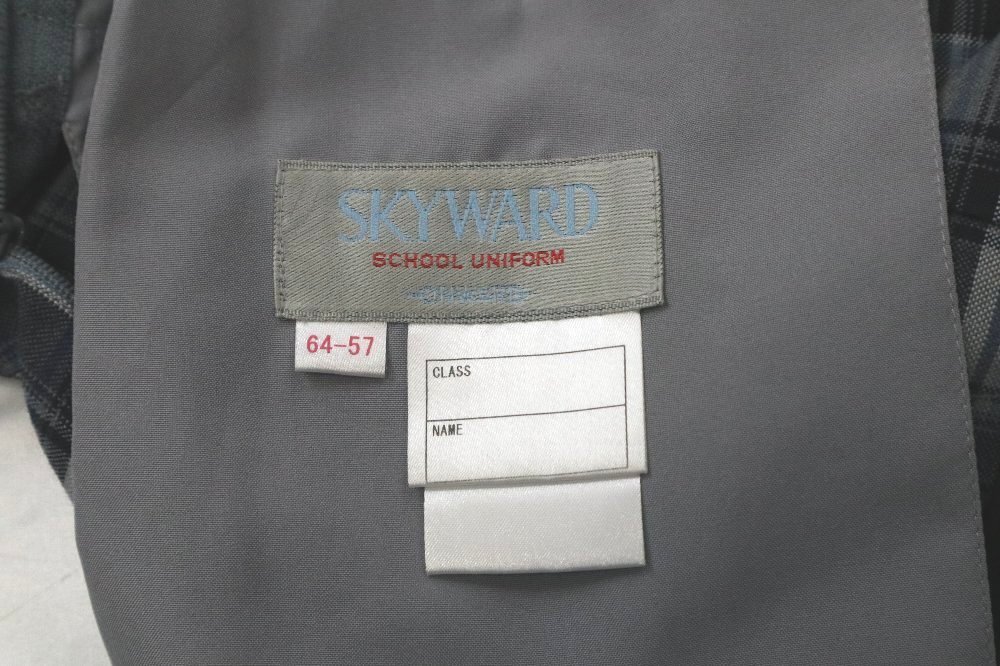 SKYWARD
SCHOOL UNIFORM
64-57
CLASS
NAME